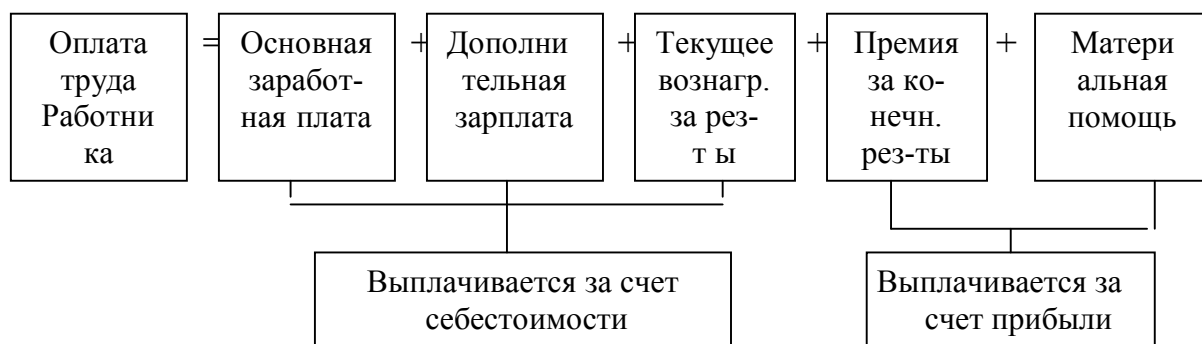 Оплата
труда
Работни
ка
=
Основная
заработ-
ная плата
+
Дополни
тельная
зарплата
+
Текущее
вознагр.
за рез-
т ы
+
Премия
за ко-
нечн.
рез-ты
+
Матери
альная
помощь
Выплачивается за счет
себестоимости
Выплачивается за
счет прибыли